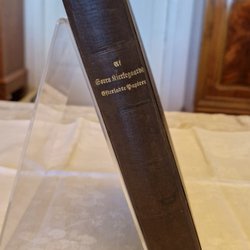 Af
Søren Kierkegaards
Efterladte Papirer